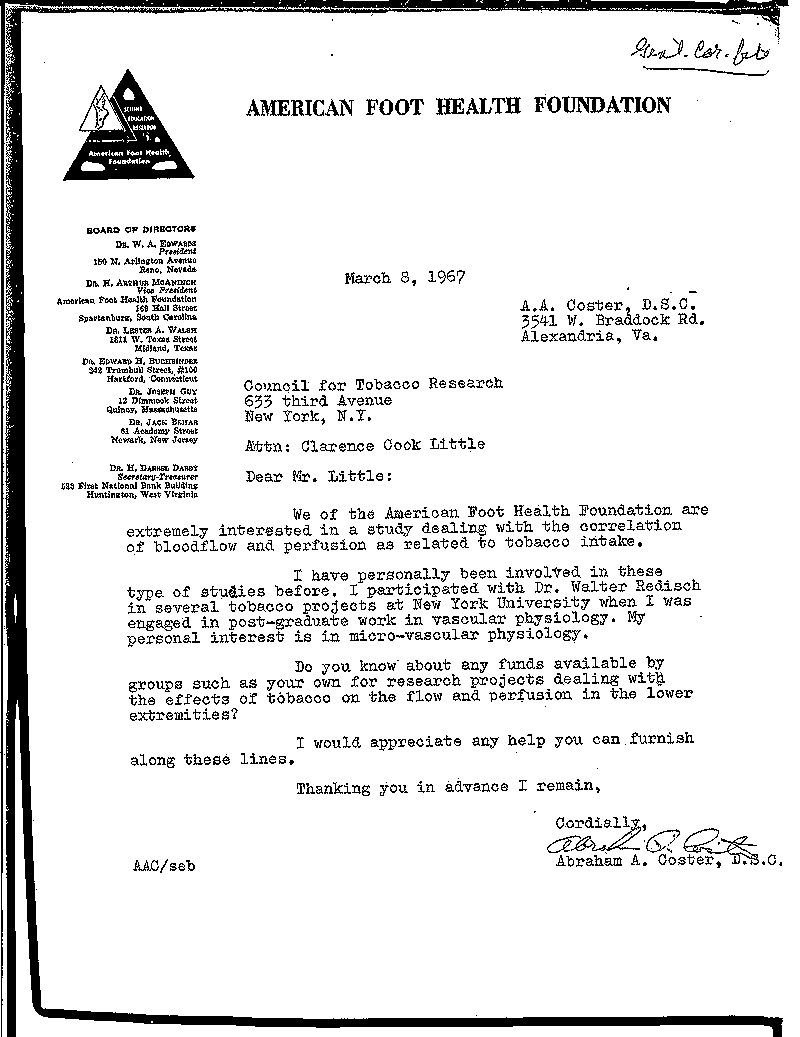 Gen'l. Cor.
AMERICAN FOOT HEALTH FOUNDATION
SCIENCE
EDUCATION
RESEARCH
American Foot Health
Foundation
BOARD OF DIRECTORS
DR. W. A. EDWARDS
President
150 N. Arlington Avenue
Reno, Nevada
DR. H. ARTHUR MCANINCH
Vice President
American Foot Health Foundation
168 Hall Street
Spartanburg, South Carolina
DR. LESTER A. WALSH
1811 W. Texas Street
Midland, Texas
DR. EDWARD H. BUCHBINDER
242 Trumbull Street, #100
Hartford, Connecticut
DR. JOSEPH GUY
12 Dimmock Street
Quincy, Massachusetts
DR. JACK BEHAR
61 Academy Street
Newark, New Jersey
DR. H. DARREL DARBY
Secretary-Treasurer
First National Bank Building
Huntington, West Virginia
March 8, 1967
A.A. Coster, D.S.C.
3541 W. Braddock Rd.
Alexandria, Va.
Council for Tobacco Research
633 third Avenue
New York, N.Y.
Attn: Clarence Cook Little
Dear Mr. Little:
We of the American Foot Health Foundation are
extremely interested in a study dealing with the correlation
of bloodflow and perfusion as related to tobacco intake.
I have personally been involved in these
type of studies before. I participated with Dr. Walter Redisch
in several tobacco projects at New York University when I was
engaged in post-graduate work in vascular physiology. My
personal interest is in micro-vascular physiology.
Do you know about any funds available by
groups such as your own for research projects dealing with
the effects of tobacco on the flow and perfusion in the lower
extremities?
I would appreciate any help you can furnish
along these lines.
Thanking you in advance I remain,
Cordially,
Abraham A. Coster, D.S.C.
AAC/seb